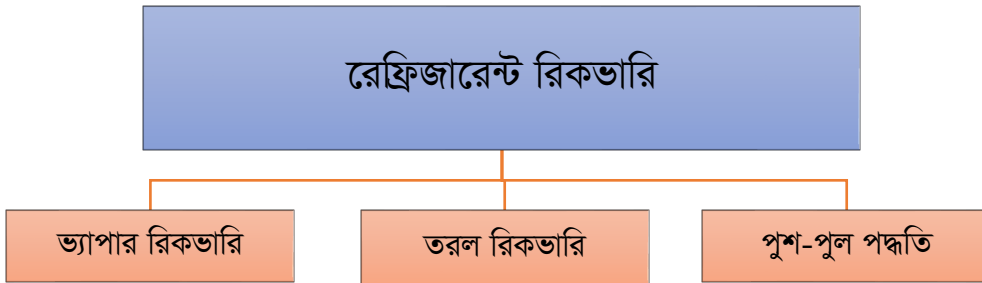 রেফ্রিজারেন্ট রিকভারি
ভ্যাপার রিকভারি
তরল রিকভারি
পুশ-পুল পদ্ধতি